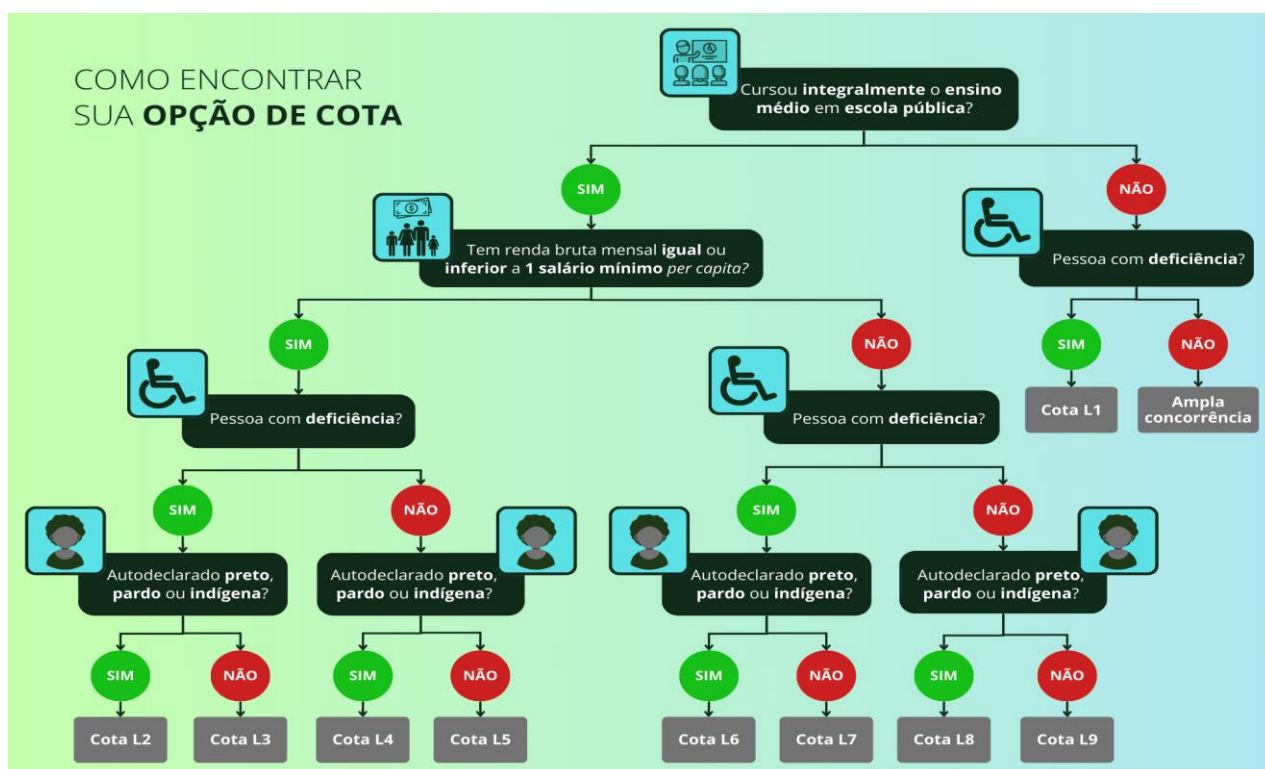 COMO ENCONTRAR
SUA OPÇÃO DE COTA
Cursou integralmente o ensino
médio em escola pública?
SIM
NÃO
Tem renda bruta mensal igual ou
inferior a 1 salário mínimo per capita?
Pessoa com deficiência?
SIM
NÃO
SIM
NÃO
Cota L1
Ampla
concorrência
Pessoa com deficiência?
Pessoa com deficiência?
SIM
NÃO
SIM
NÃO
Autodeclarado preto,
pardo ou indígena?
Autodeclarado preto,
pardo ou indígena?
Autodeclarado preto,
pardo ou indígena?
Autodeclarado preto,
pardo ou indígena?
SIM
NÃO
SIM
NÃO
SIM
NÃO
SIM
NÃO
Cota L2
Cota L3
Cota L4
Cota L5
Cota L6
Cota L7
Cota L8
Cota L9